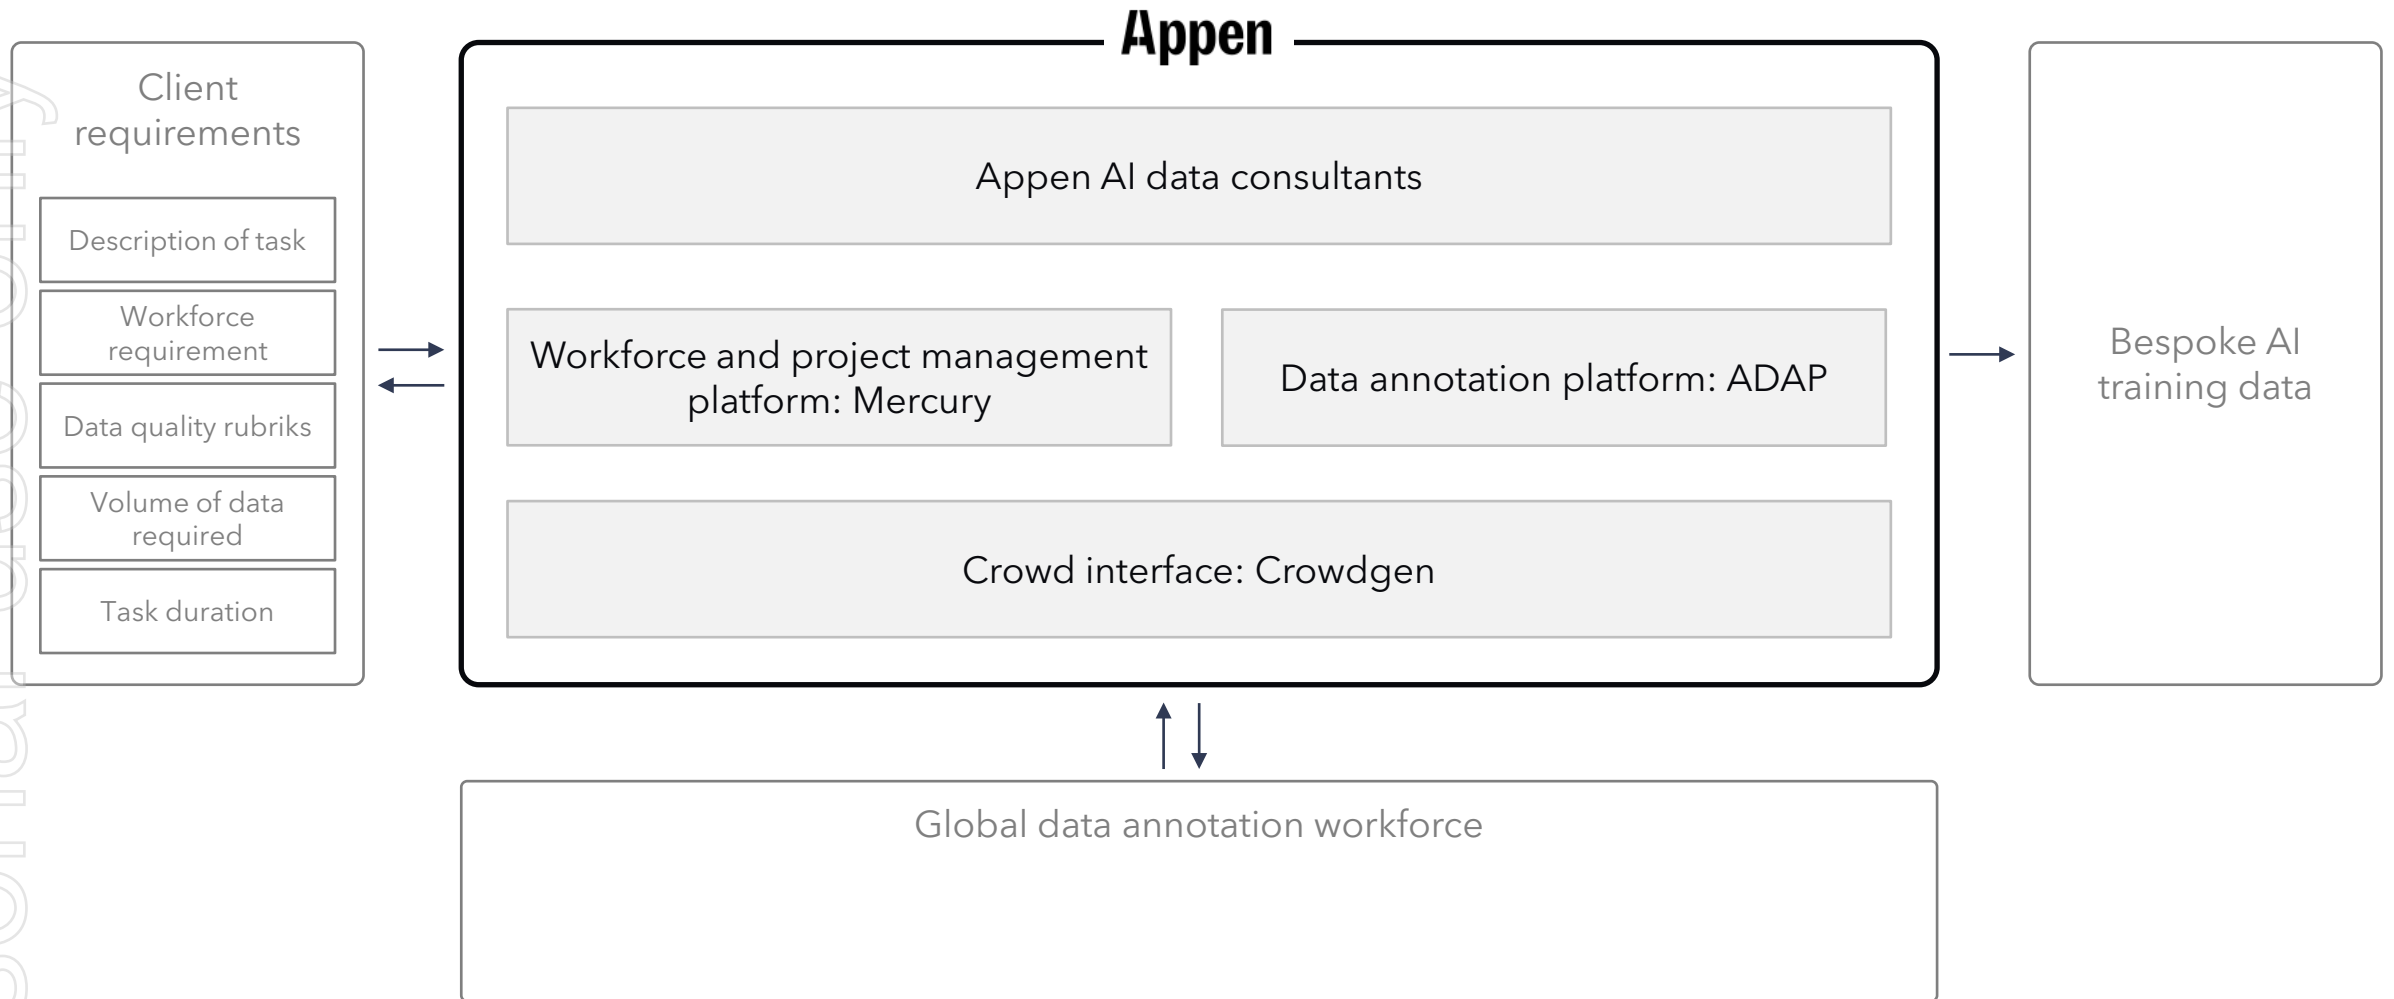 Appen
Client
requirements
Description of task
Workforce
requirement
Data quality rubriks
Volume of data
required
Task duration
Appen AI data consultants
Workforce and project management
platform: Mercury
Data annotation platform: ADAP
Crowd interface: Crowdgen
Bespoke AI
training data
Global data annotation workforce